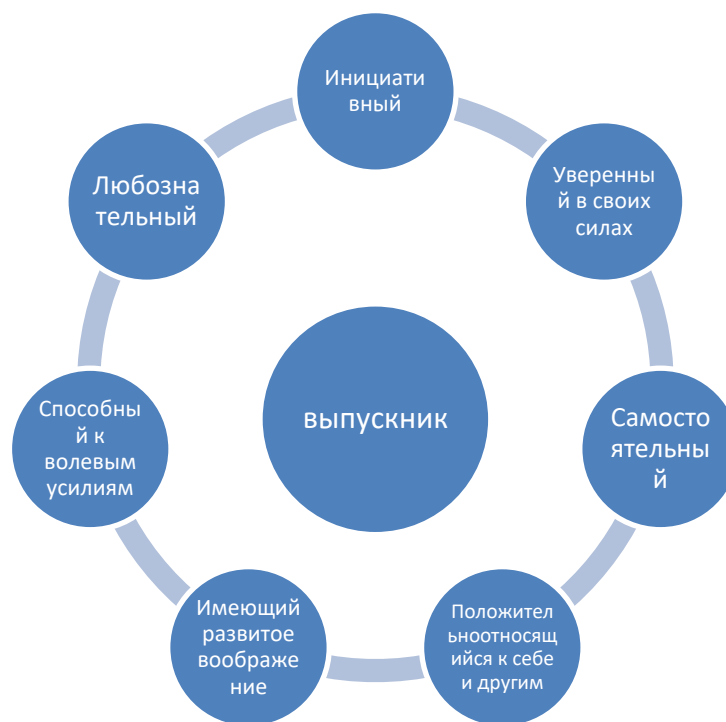 Инициати
вный
Уверенны
й в своих
силах
Самосто
ятельны
й
Положител
ьноотносящ
ийся к себе
и другим
Имеющий
развитое
воображе
ние
Способны
й к
волевым
усилиям
Любозна
тельный
выпускник